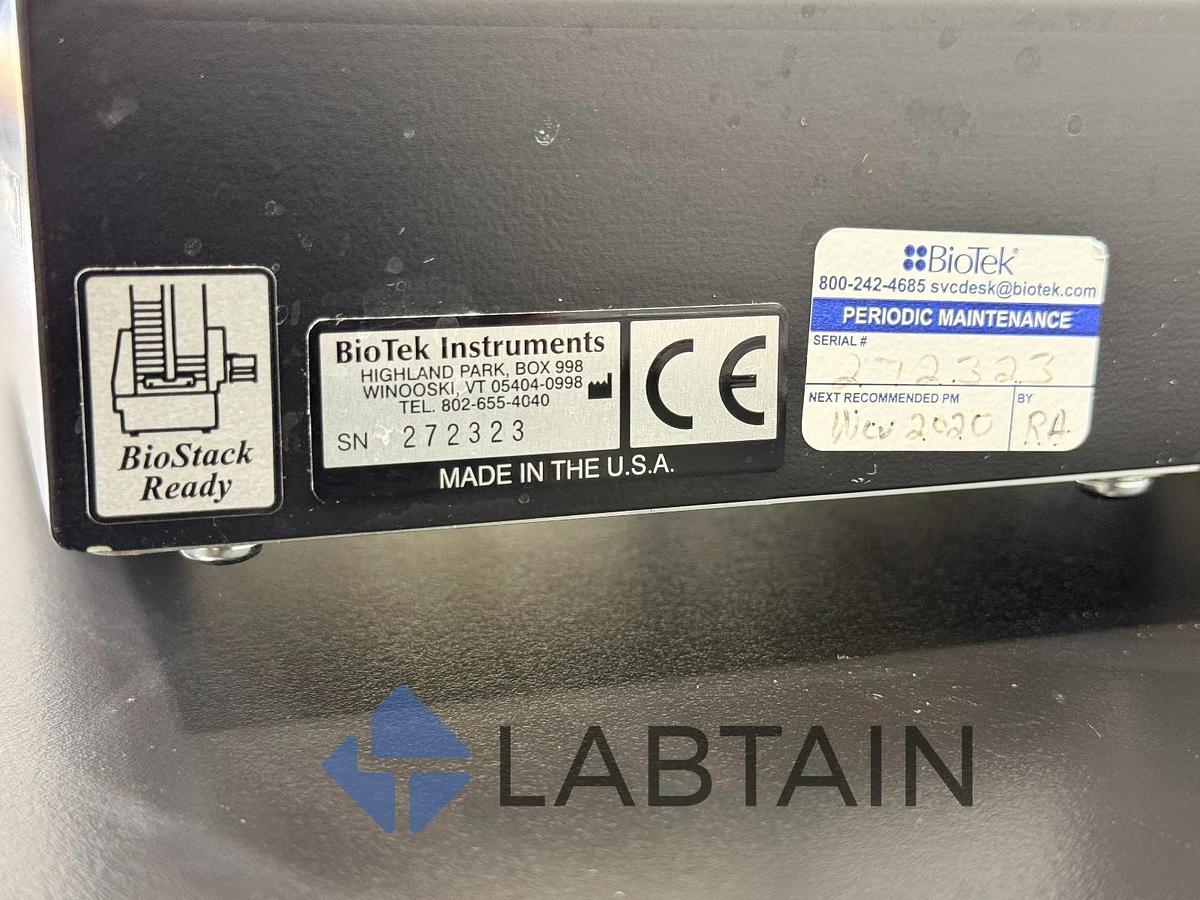 BioStack
Ready
BioTek Instruments
HIGHLAND PARK, BOX 998
WINOOSKI, VT 05404-0998
TEL. 802-655-4040
SN 272323
CE
MADE IN THE U.S.A.
BioTek®
800-242-4685 svcdesk@biotek.com
PERIODIC MAINTENANCE
SERIAL #
272323
NEXT RECOMMENDED PM
BY
2020
RA
LABTAIN